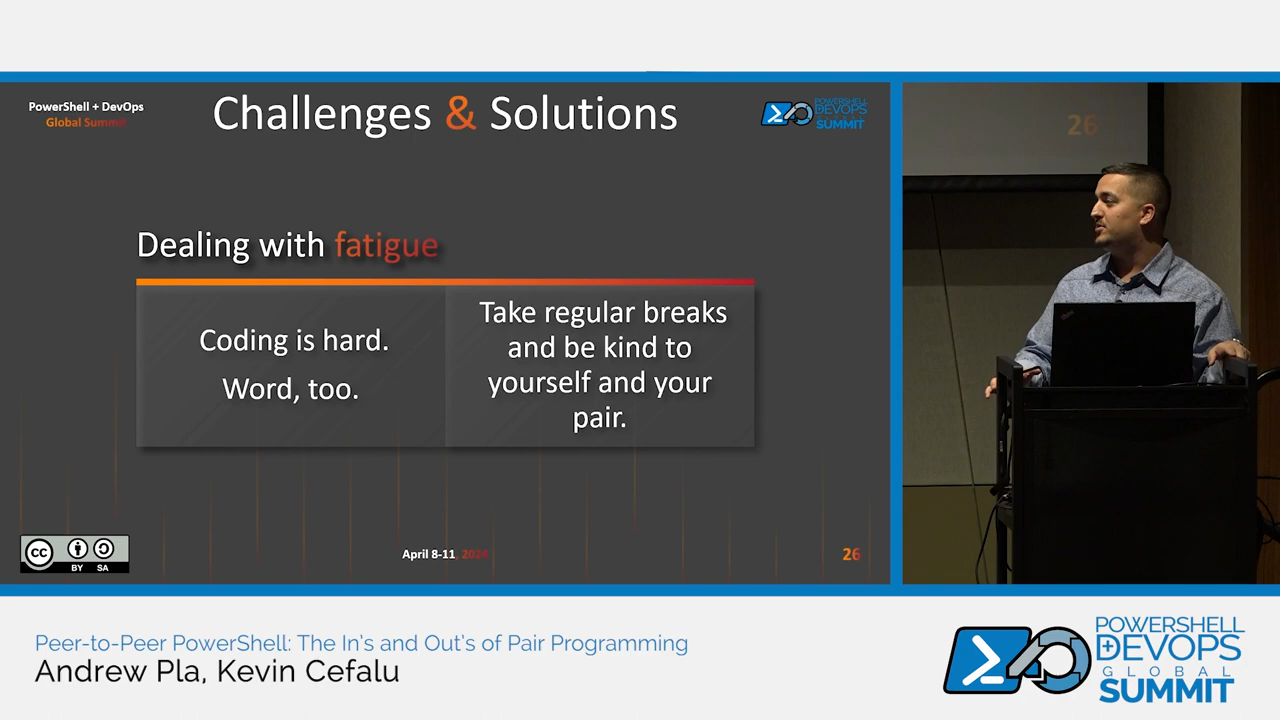 PowerShell + DevOps
Global Summit
Challenges & Solutions
POWERSHELL
DEVOPS
SUMMIT
Dealing with fatigue
Coding is hard.
Word, too.
Take regular breaks
and be kind to
yourself and your
pair.
cc
BY SA
April 8-11, 2024
26
26
Peer-to-Peer PowerShell: The In's and Out's of Pair Programming
Andrew Pla, Kevin Cefalu
POWERSHELL
DEVOPS
GLOBAL
SUMMIT